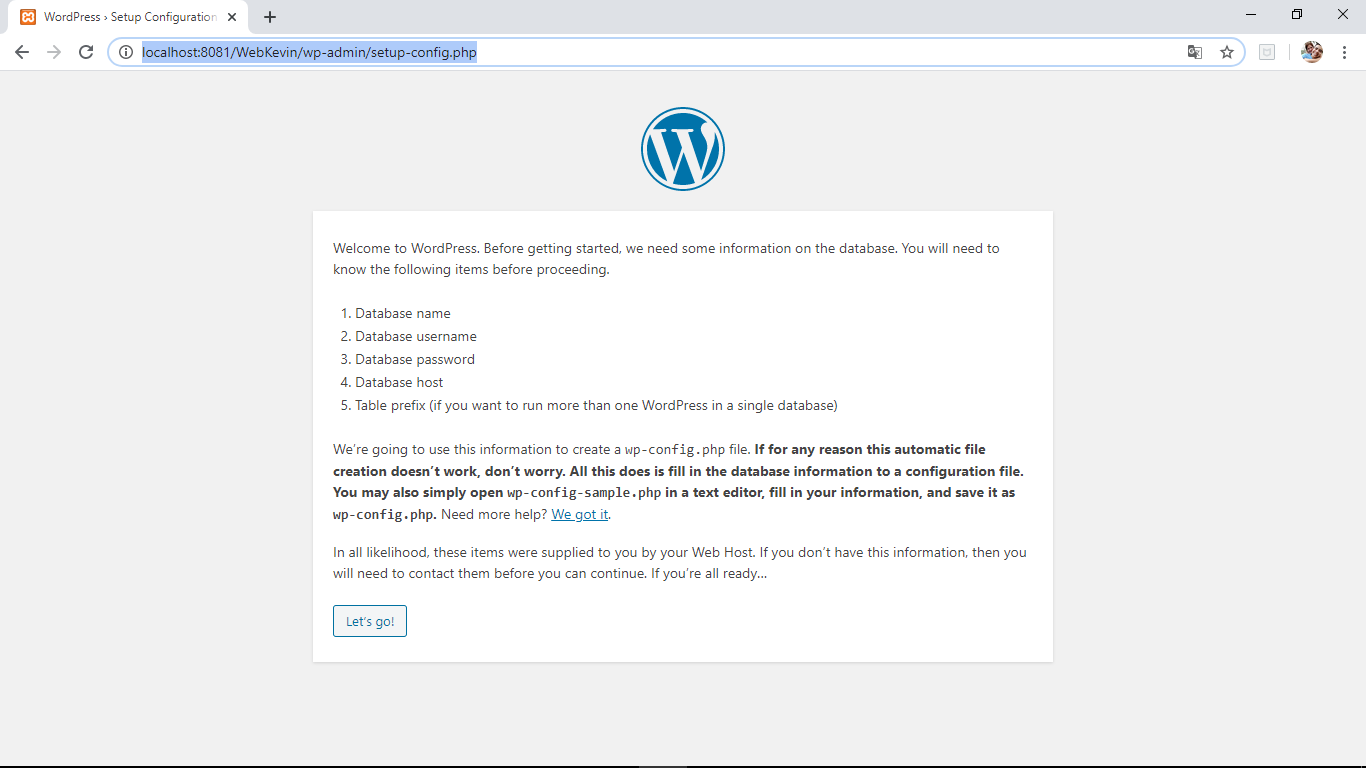 WordPress › Setup Configuration
localhost:8081/WebKevin/wp-admin/setup-config.php
Welcome to WordPress. Before getting started, we need some information on the database. You will need to
know the following items before proceeding.
1. Database name
2. Database username
3. Database password
4. Database host
5. Table prefix (if you want to run more than one WordPress in a single database)
We’re going to use this information to create a wp-config.php file. If for any reason this automatic file
creation doesn’t work, don’t worry. All this does is fill in the database information to a configuration file.
You may also simply open wp-config-sample.php in a text editor, fill in your information, and save it as
wp-config.php. Need more help? We got it.
In all likelihood, these items were supplied to you by your Web Host. If you don’t have this information, then you
will need to contact them before you can continue. If you’re all ready…
Let’s go!